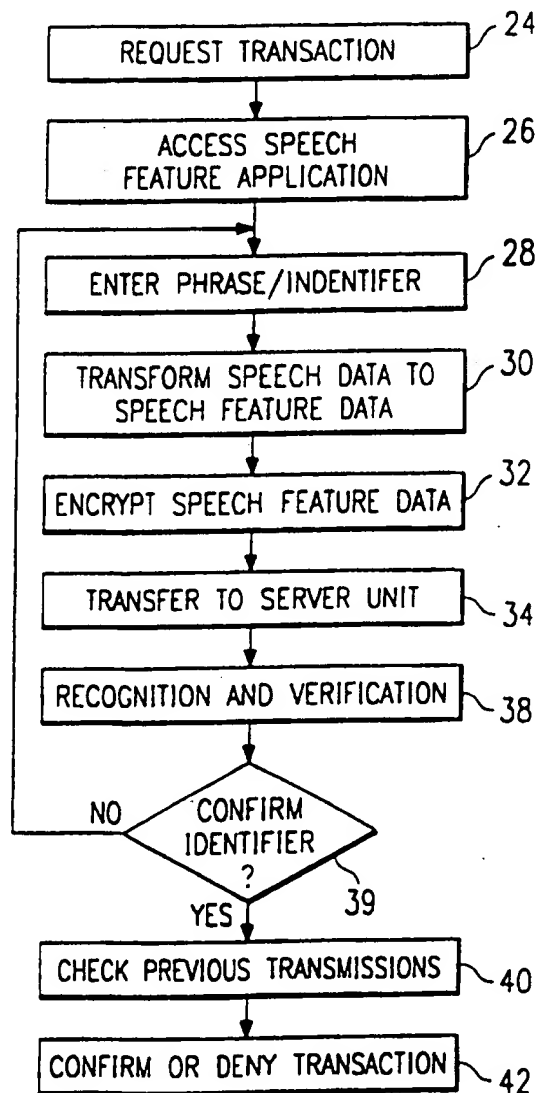 REQUEST TRANSACTION
24
ACCESS SPEECH
FEATURE APPLICATION
26
ENTER PHRASE/INDENTIFER
28
TRANSFORM SPEECH DATA TO
SPEECH FEATURE DATA
30
ENCRYPT SPEECH FEATURE DATA
32
TRANSFER TO SERVER UNIT
34
RECOGNITION AND VERIFICATION
38
NO
CONFIRM
IDENTIFIER
?
39
YES
CHECK PREVIOUS TRANSMISSIONS
40
CONFIRM OR DENY TRANSACTION
42